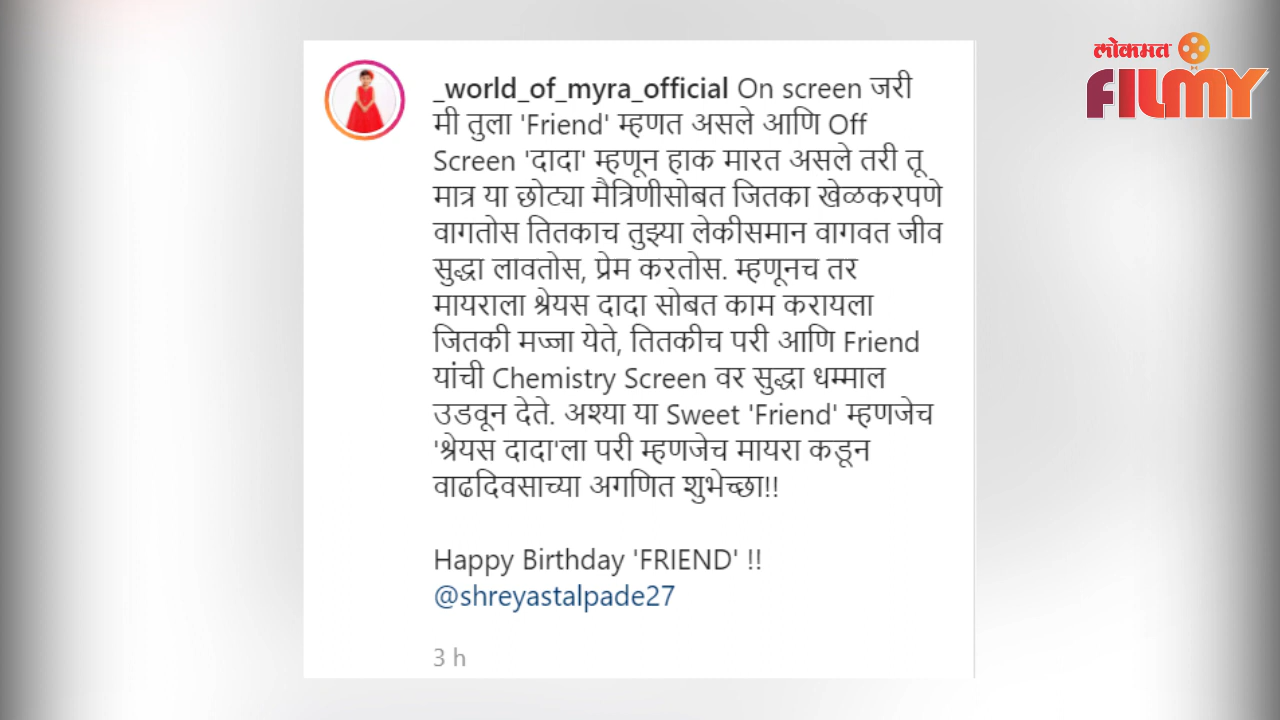 लोकमत
FILMY
_world_of_myra_official On screen जरी
मी तुला 'Friend' म्हणत असले आणि Off
Screen 'दादा' म्हणून हाक मारत असले तरी तू
मात्र या छोट्या मैत्रिणीसोबत जितका खेळकरपणे
वागतोस तितकाच तुझ्या लेकीसमान वागवत जीव
सुद्धा लावतोस, प्रेम करतोस. म्हणूनच तर
मायराला श्रेयस दादा सोबत काम करायला
जितकी मज्जा येते, तितकीच परी आणि Friend
यांची Chemistry Screen वर सुद्धा धम्माल
उडवून देते. अश्या या Sweet 'Friend' म्हणजेच
'श्रेयस दादा'ला परी म्हणजेच मायरा कडून
वाढदिवसाच्या अगणित शुभेच्छा!!
Happy Birthday 'FRIEND' !!
@shreyastalpade27
3 h